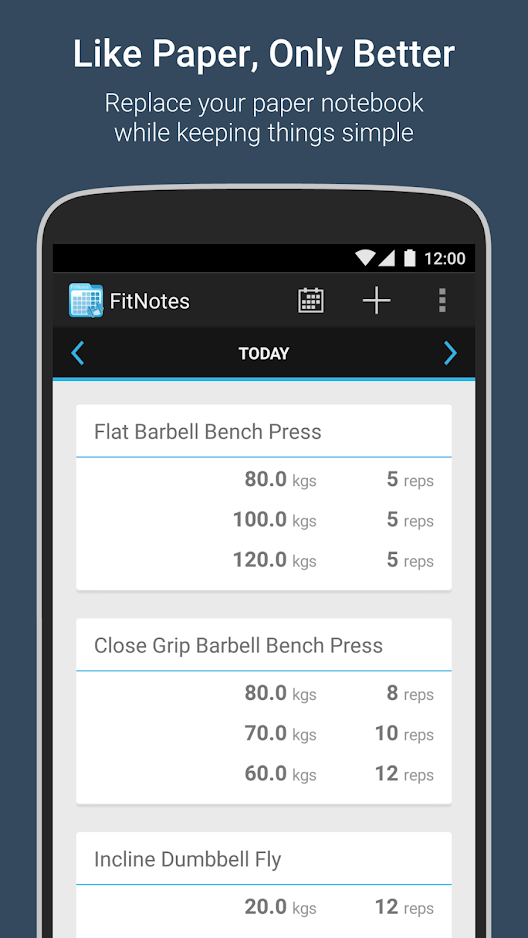 Like Paper, Only Better
Replace your paper notebook
while keeping things simple
12:00
FitNotes
TODAY
Flat Barbell Bench Press
80.0 kgs 5 reps
100.0 kgs 5 reps
120.0 kgs 5 reps
Close Grip Barbell Bench Press
80.0 kgs 8 reps
70.0 kgs 10 reps
60.0 kgs 12 reps
Incline Dumbbell Fly
20.0 kgs 12 reps